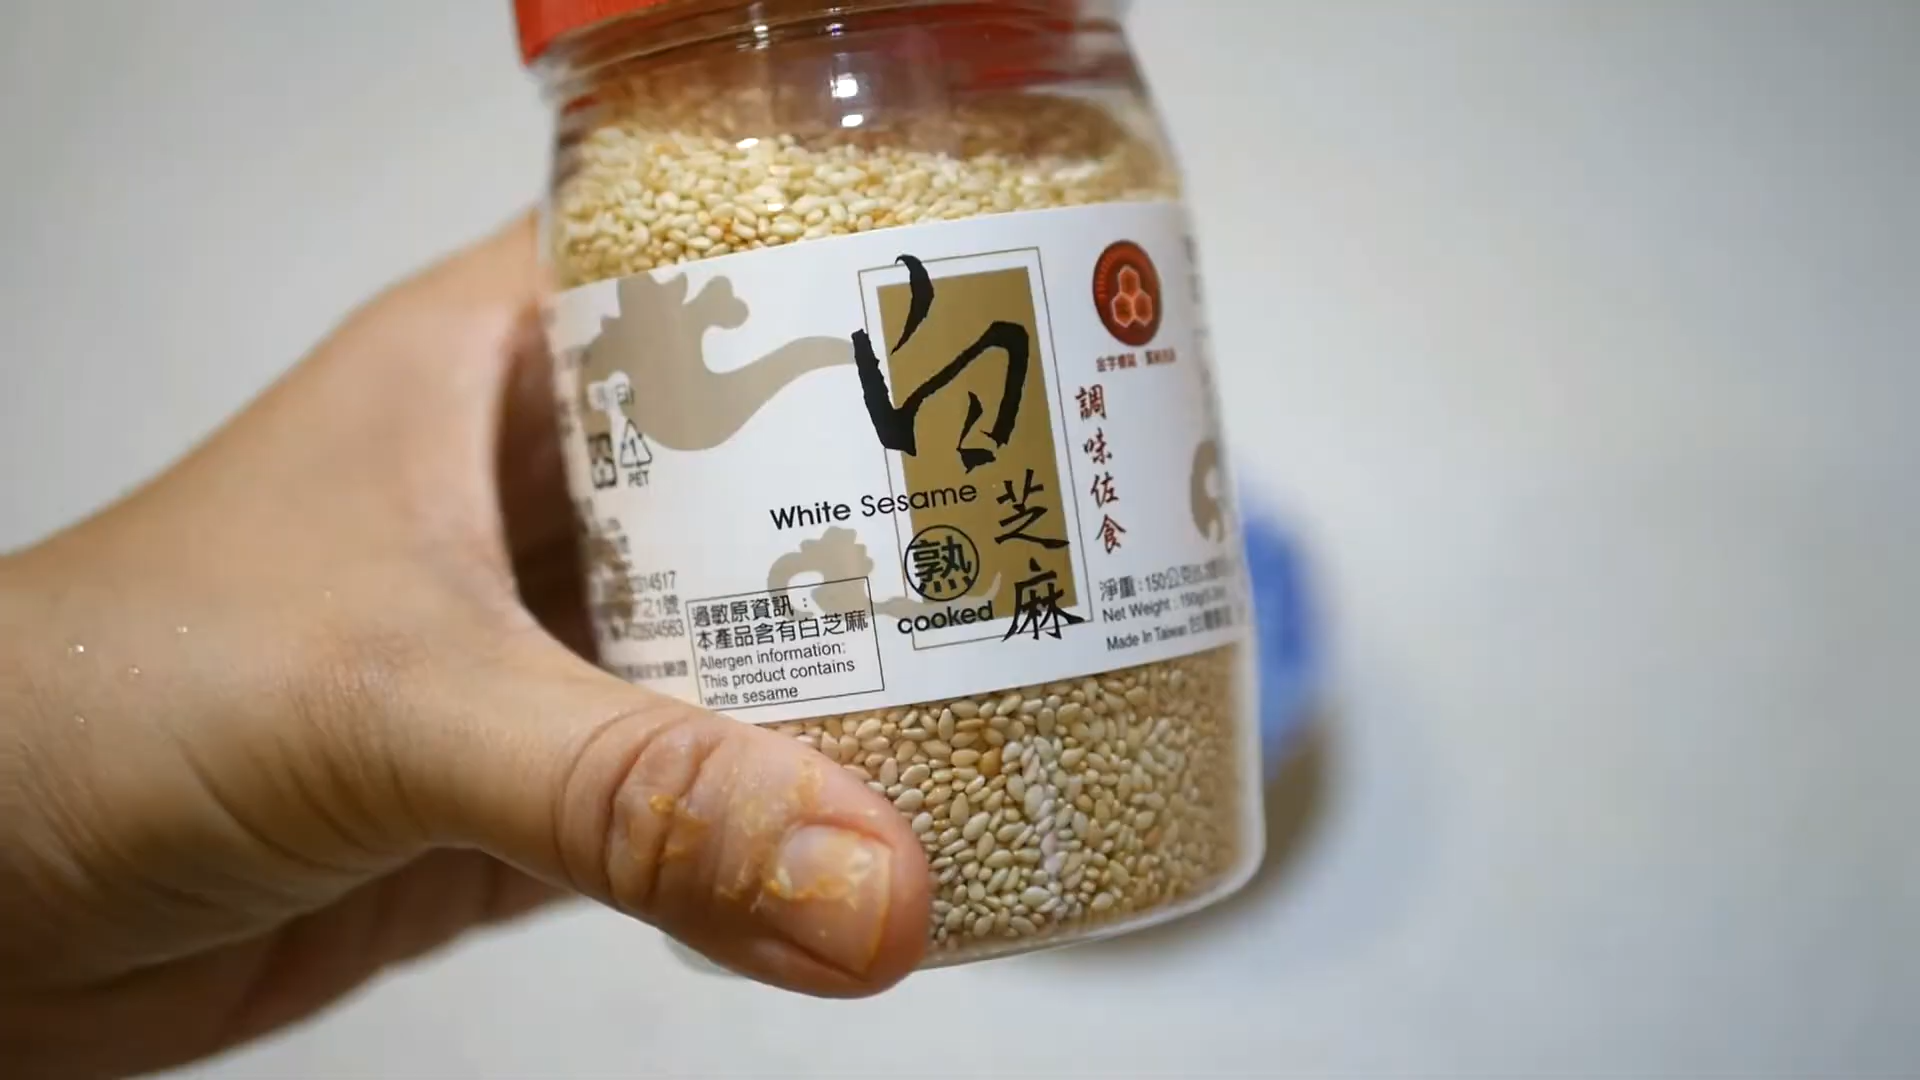 白芝麻
White Sesame
熟
cooked
調味佐食
過敏原資訊：
本產品含有白芝麻
Allergen information:
This product contains
white sesame
淨重：150公克
Net Weight : 150g
Made In Taiwan
1
PET